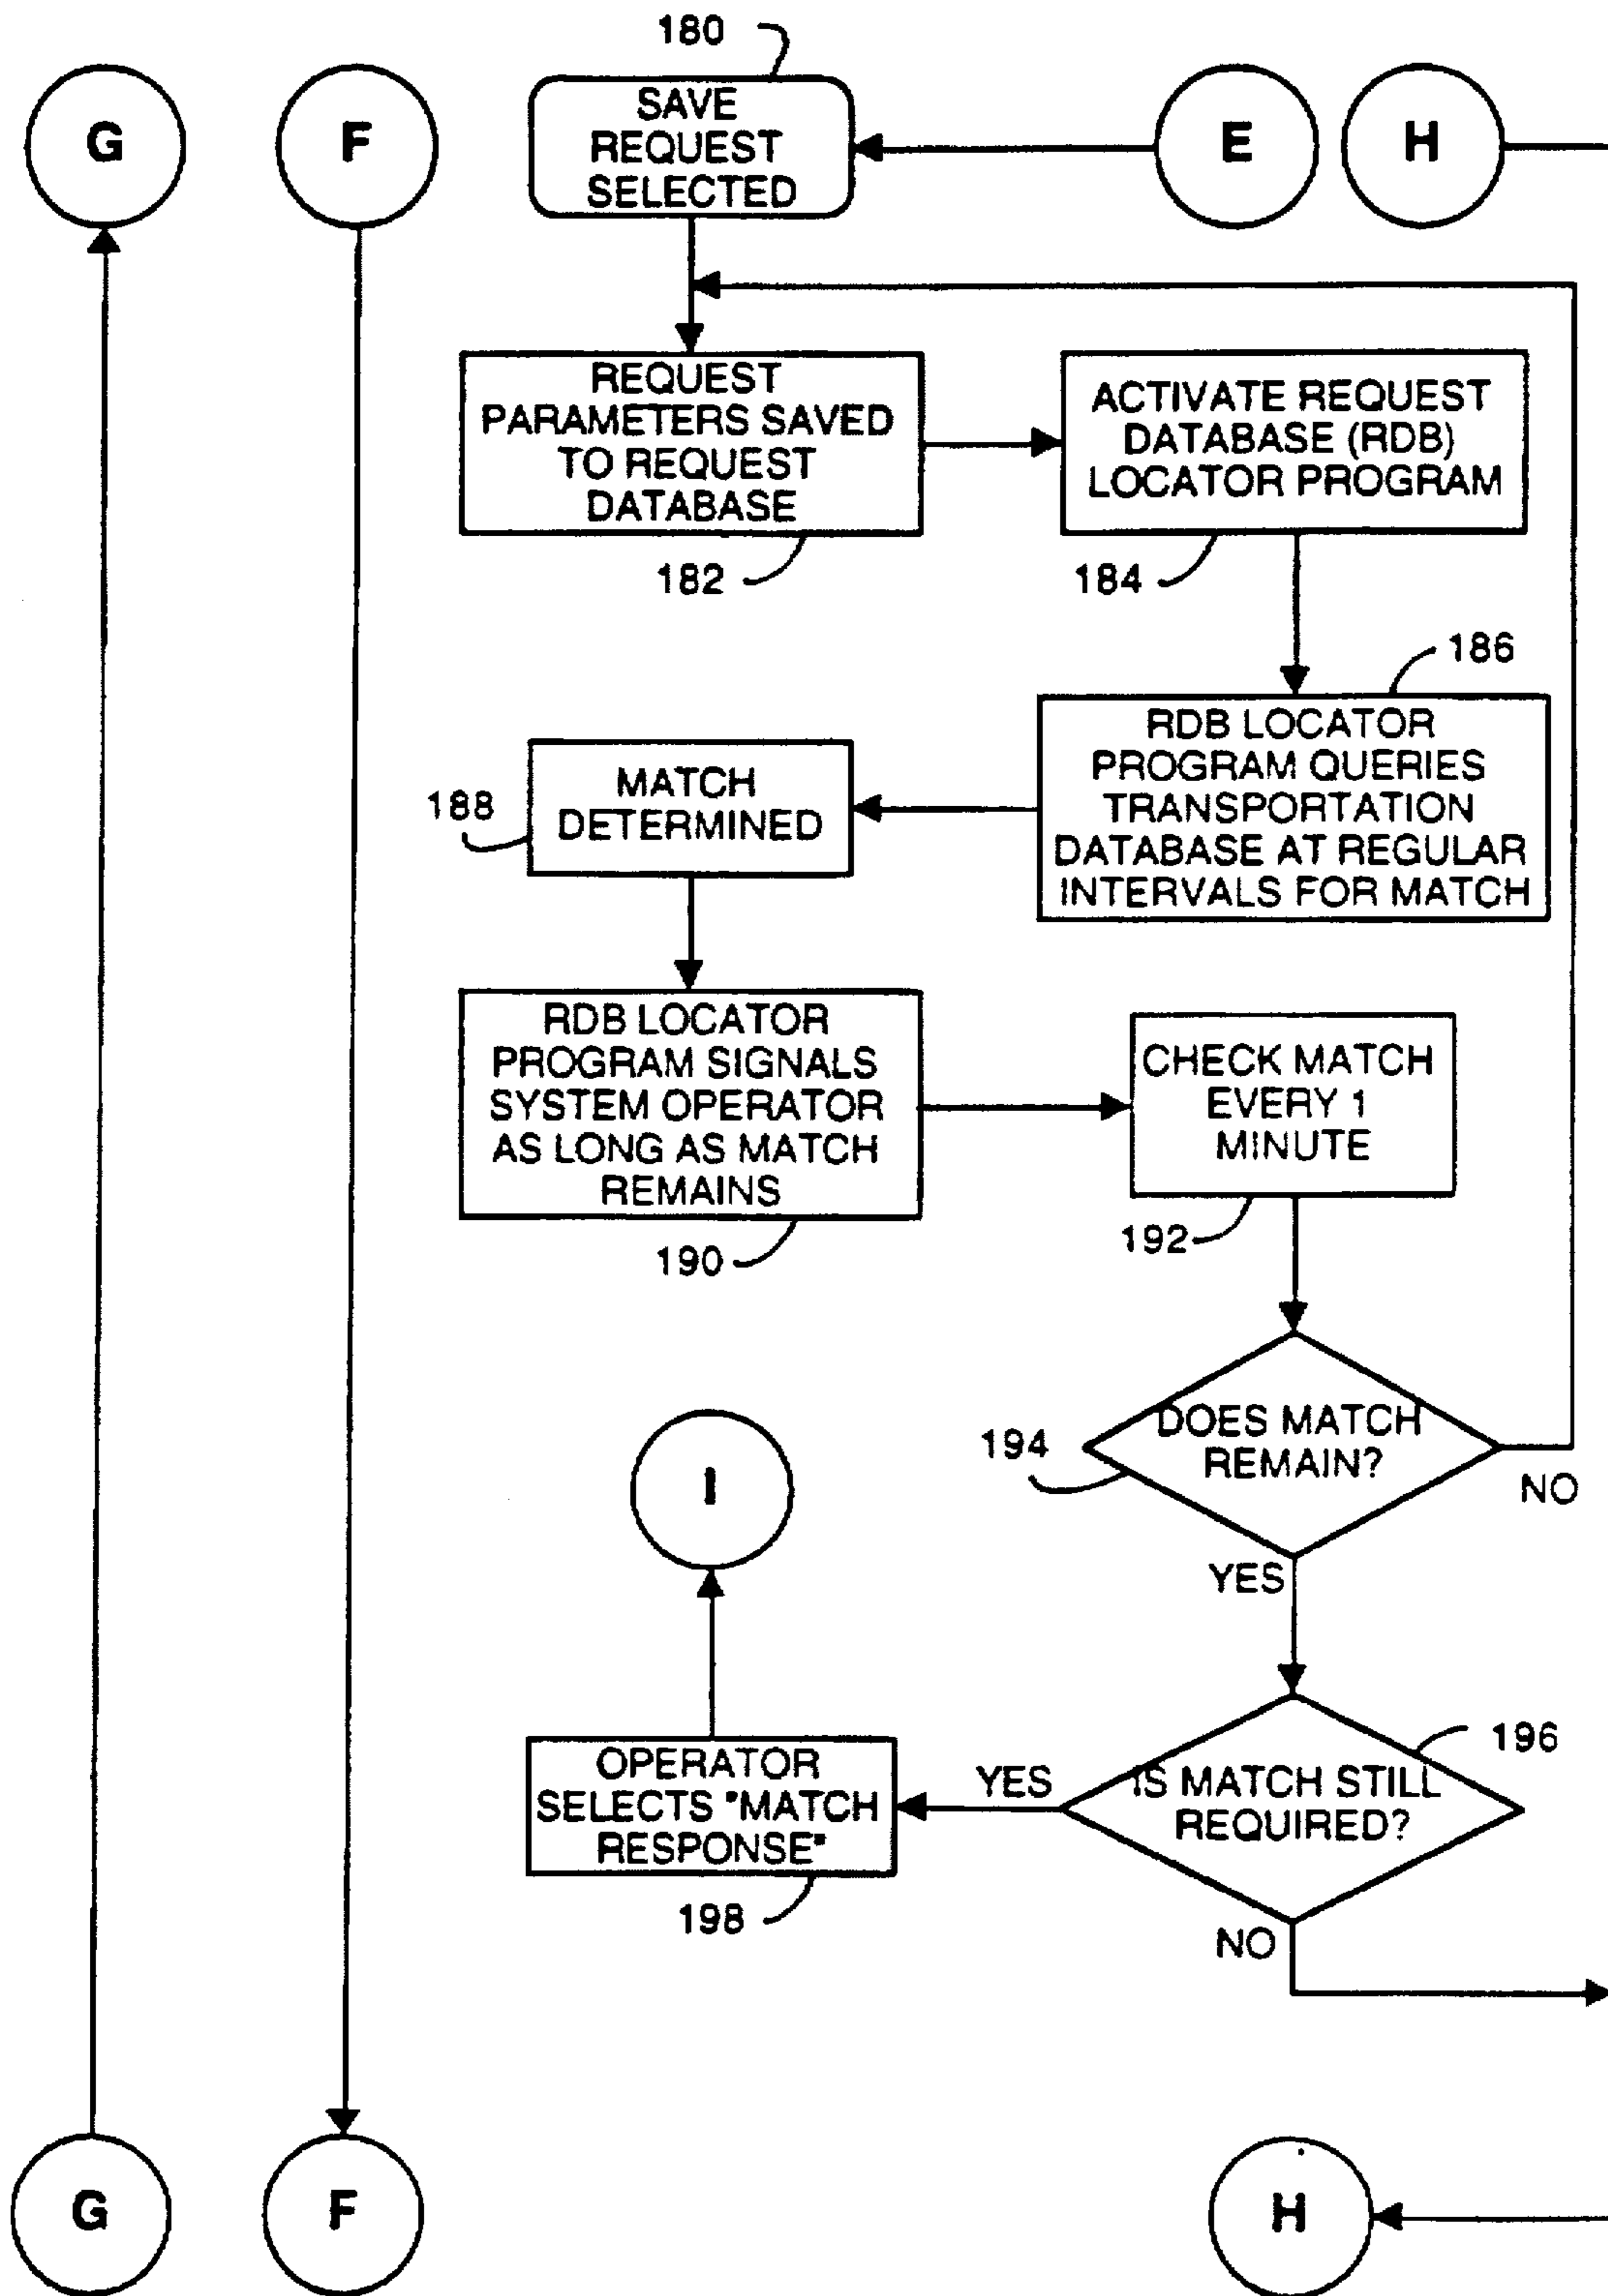 180
G
F
SAVE
REQUEST
SELECTED
E
H
REQUEST
PARAMETERS SAVED
TO REQUEST
DATABASE
182
ACTIVATE REQUEST
DATABASE (RDB)
LOCATOR PROGRAM
184
186
RDB LOCATOR
PROGRAM QUERIES
TRANSPORTATION
DATABASE AT REGULAR
INTERVALS FOR MATCH
188
MATCH
DETERMINED
RDB LOCATOR
PROGRAM SIGNALS
SYSTEM OPERATOR
AS LONG AS MATCH
REMAINS
190
CHECK MATCH
EVERY 1
MINUTE
192
194
DOES MATCH
REMAIN?
NO
YES
I
196
IS MATCH STILL
REQUIRED?
YES
OPERATOR
SELECTS "MATCH
RESPONSE"
198
NO
G
F
H